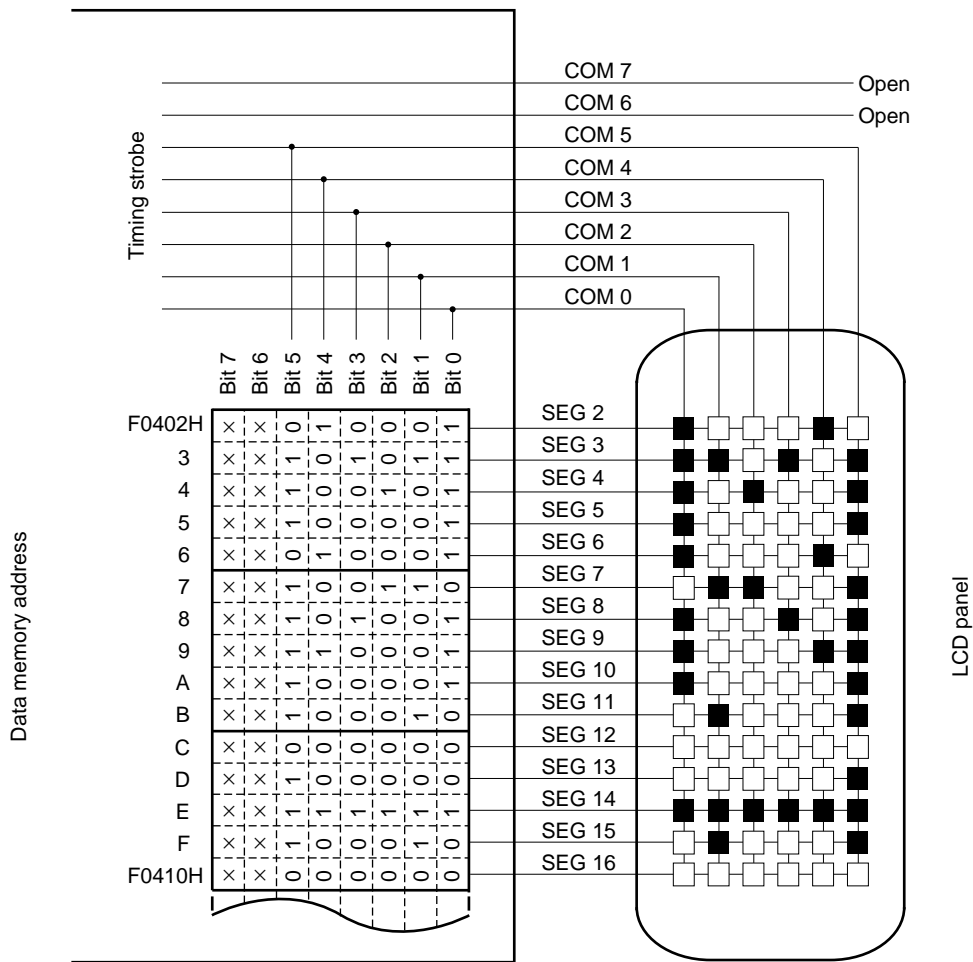 COM 7
Open
COM 6
Open
COM 5
COM 4
COM 3
COM 2
COM 1
COM 0
Timing strobe
Bit 7 Bit 6 Bit 5 Bit 4 Bit 3 Bit 2 Bit 1 Bit 0
Data memory address
F0402H × × 0 1 0 0 0 1 SEG 2
3 × × 1 0 1 0 1 1 SEG 3
4 × × 1 0 0 1 0 1 SEG 4
5 × × 1 0 0 0 0 1 SEG 5
6 × × 0 1 0 0 0 1 SEG 6
7 × × 1 0 0 1 1 0 SEG 7
8 × × 1 0 1 0 0 1 SEG 8
9 × × 1 1 0 0 0 1 SEG 9
A × × 1 0 0 0 0 1 SEG 10
B × × 1 0 0 0 1 0 SEG 11
C × × 0 0 0 0 0 0 SEG 12
D × × 1 0 0 0 0 0 SEG 13
E × × 1 1 1 1 1 1 SEG 14
F × × 1 0 0 0 1 0 SEG 15
F0410H × × 0 0 0 0 0 0 SEG 16
LCD panel